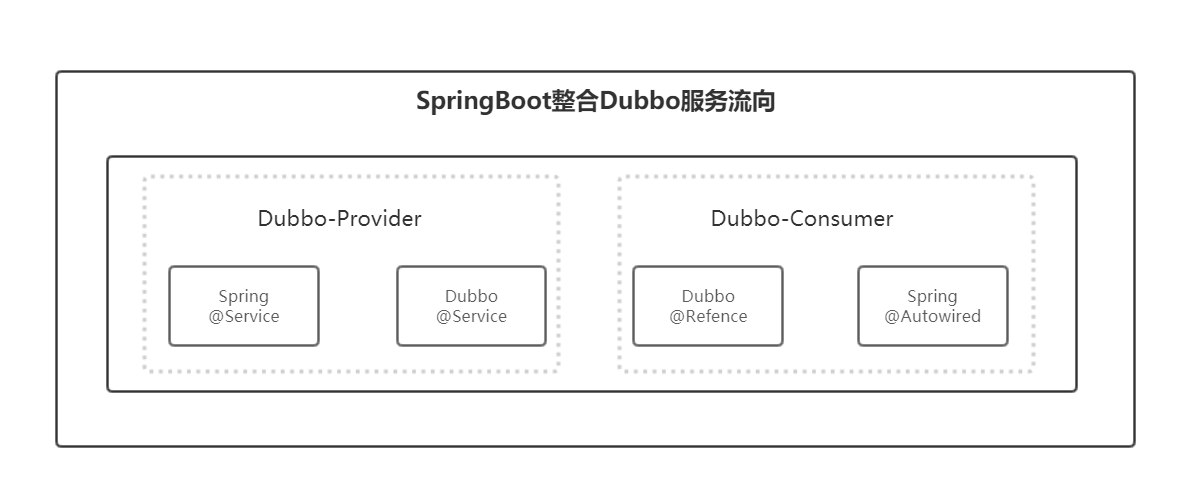 SpringBoot整合Dubbo服务流向
Dubbo-Provider
Dubbo-Consumer
Spring
@Service
Dubbo
@Service
Dubbo
@Refence
Spring
@Autowired